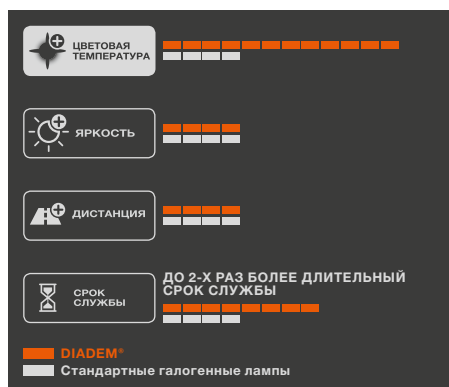 ЦВЕТОВАЯ
ТЕМПЕРАТУРА
ЯРКОСТЬ
ДИСТАНЦИЯ
ДО 2-Х РАЗ БОЛЕЕ ДЛИТЕЛЬНЫЙ
СРОК СЛУЖБЫ
СРОК
СЛУЖБЫ
DIADEM®
Стандартные галогенные лампы